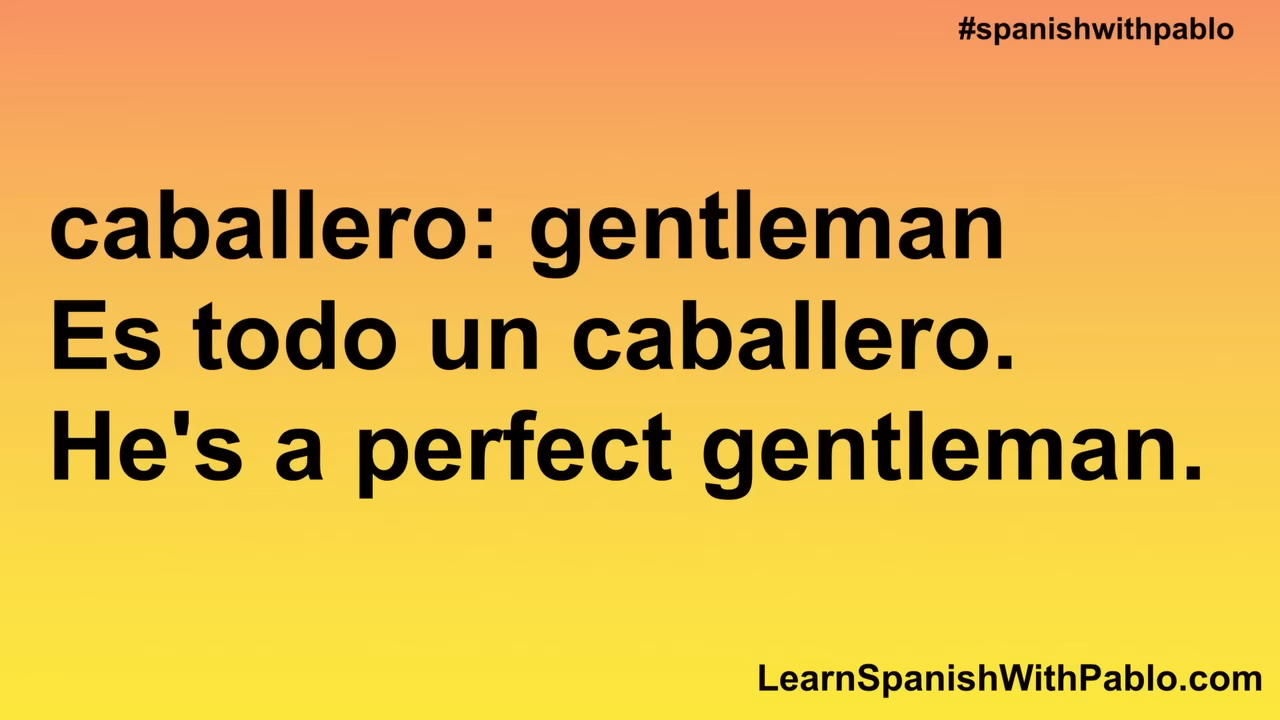 #spanishwithpablo
caballero: gentleman
Es todo un caballero.
He's a perfect gentleman.
LearnSpanishWithPablo.com